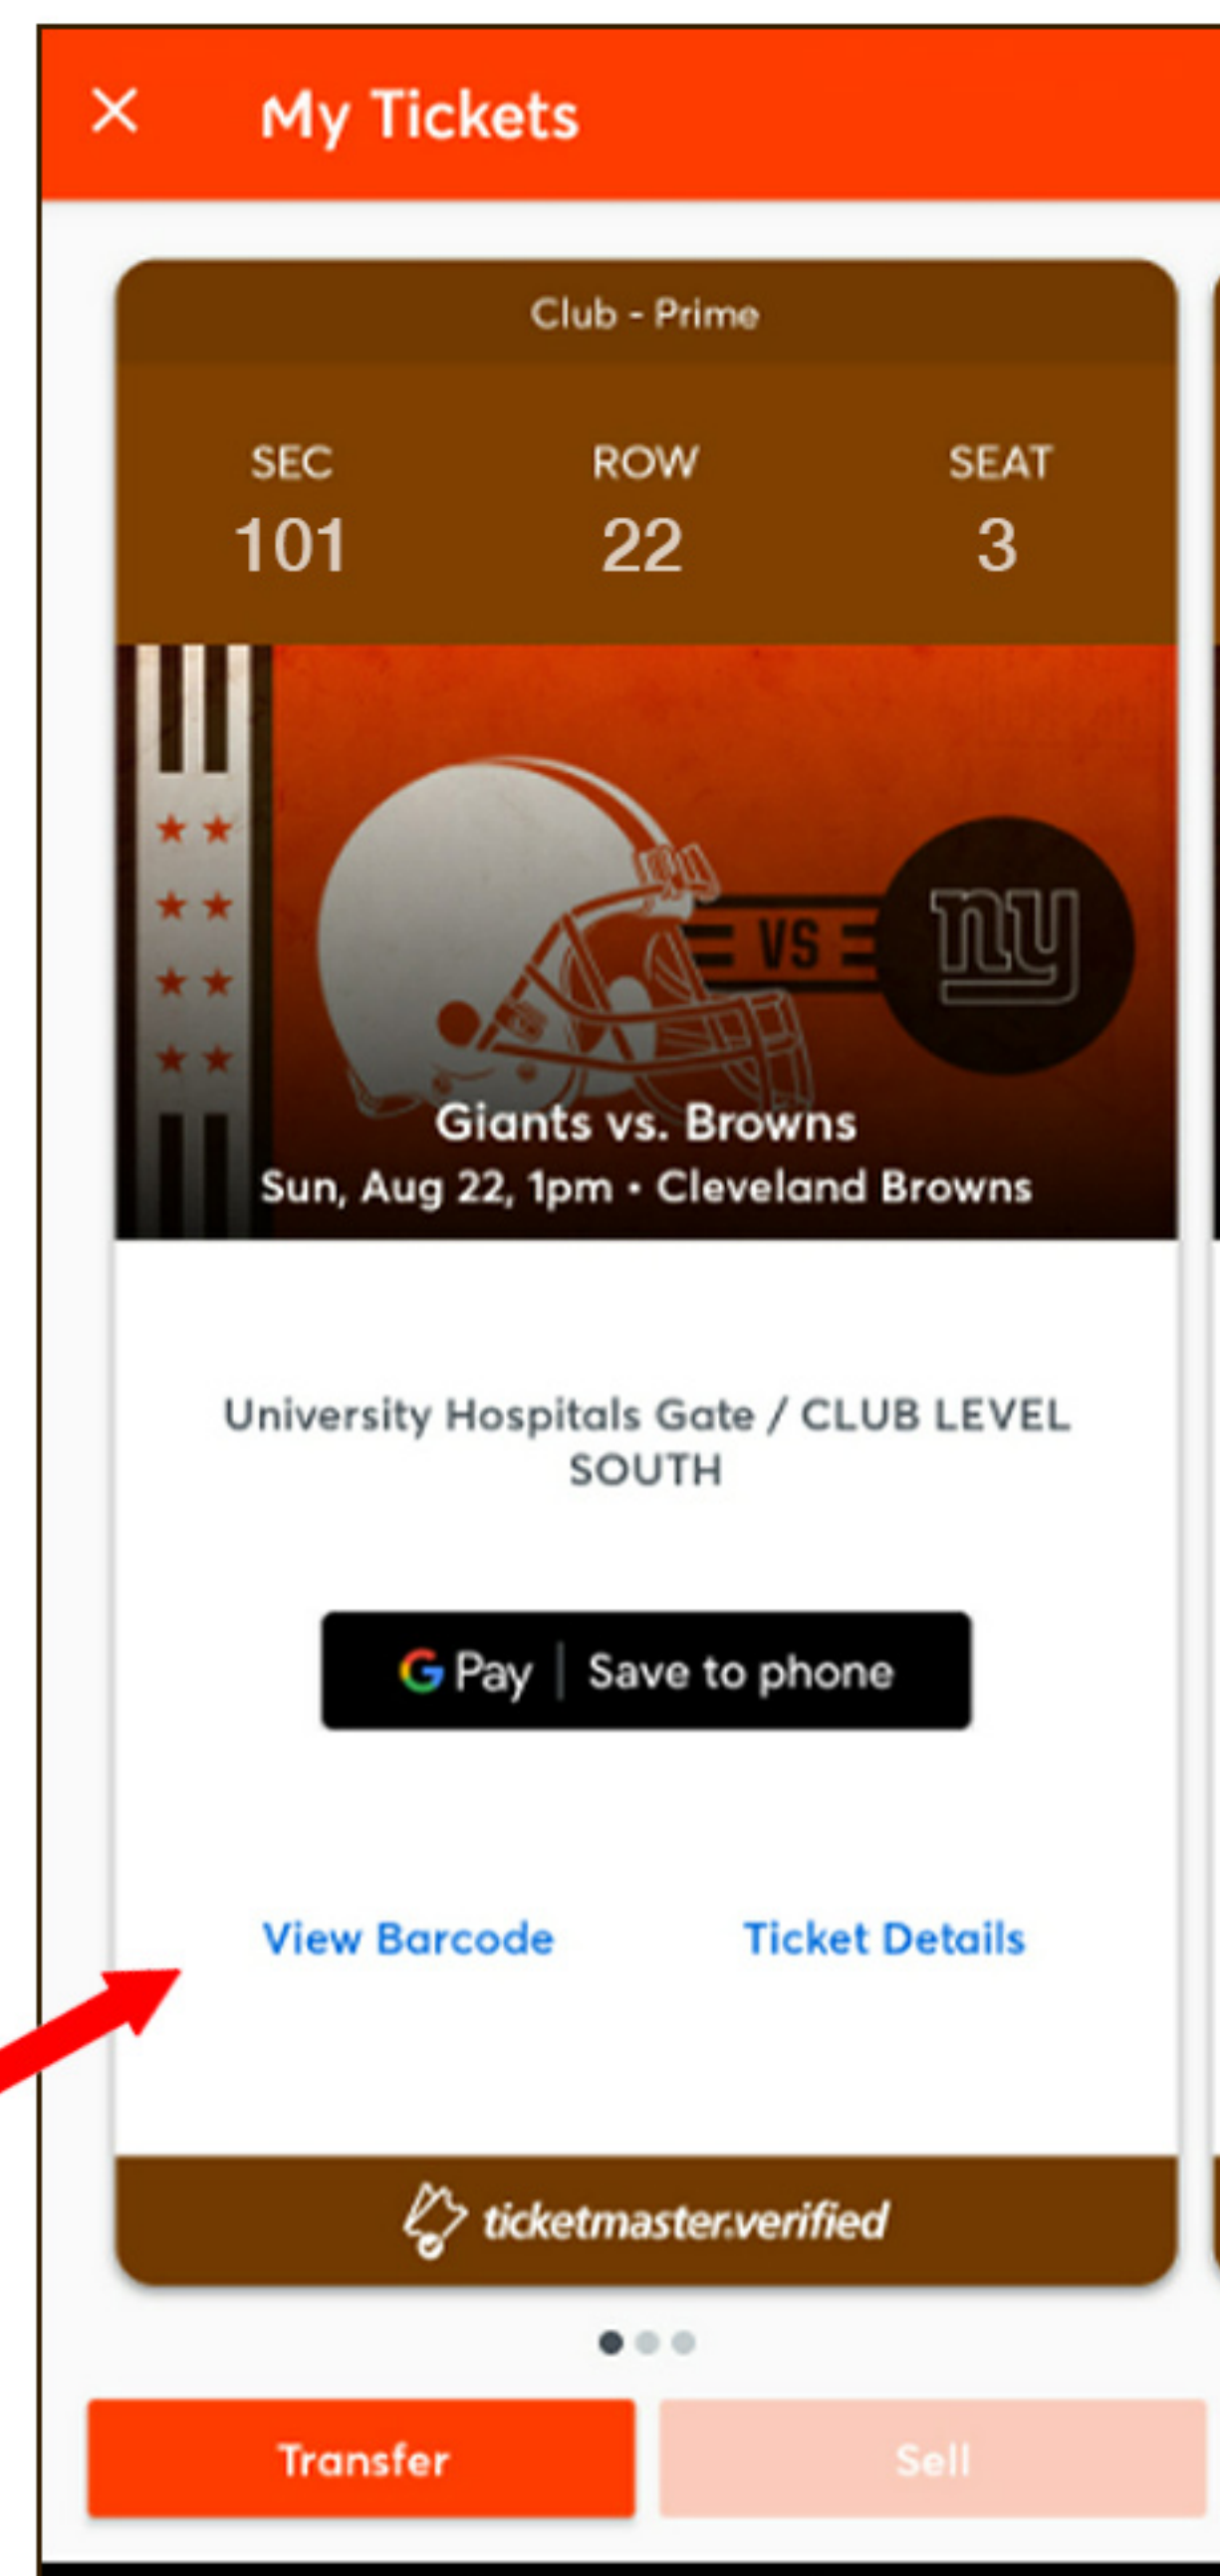 My Tickets
Club - Prime
SEC ROW SEAT
101 22 3
VS ny
Giants vs. Browns
Sun, Aug 22, 1pm • Cleveland Browns
University Hospitals Gate / CLUB LEVEL
SOUTH
G Pay | Save to phone
View Barcode Ticket Details
ticketmaster.verified
Transfer Sell